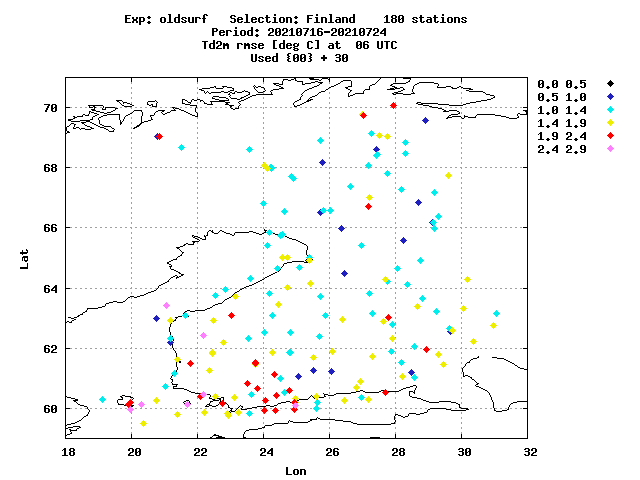 Exp: oldsurf   Selection: Finland    180 stations
Period: 20210716-20210724
Td2m rmse [deg C] at  06 UTC
Used {00} + 30
0.0 0.5
0.5 1.0
1.0 1.4
1.4 1.9
1.9 2.4
2.4 2.9
70
68
66
64
62
60
Lat
18 20 22 24 26 28 30 32
Lon